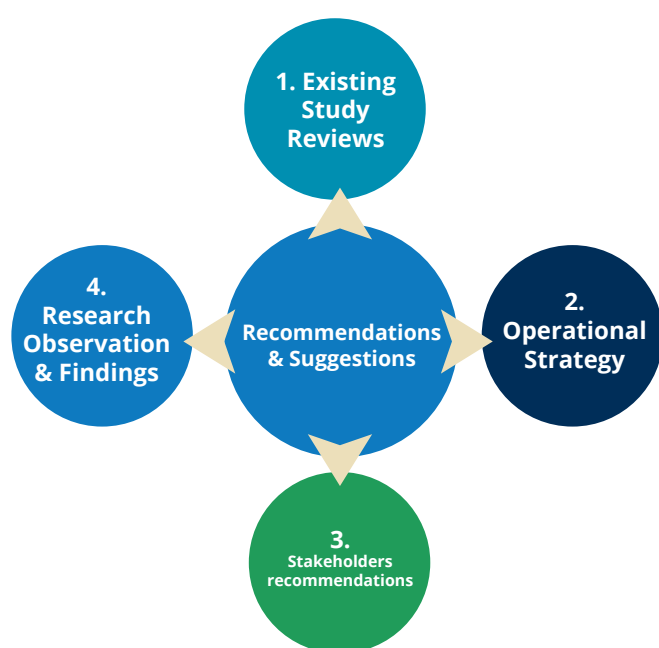 1. Existing
Study
Reviews
Recommendations
& Suggestions
2.
Operational
Strategy
3.
Stakeholders
recommendations
4.
Research
Observation
& Findings